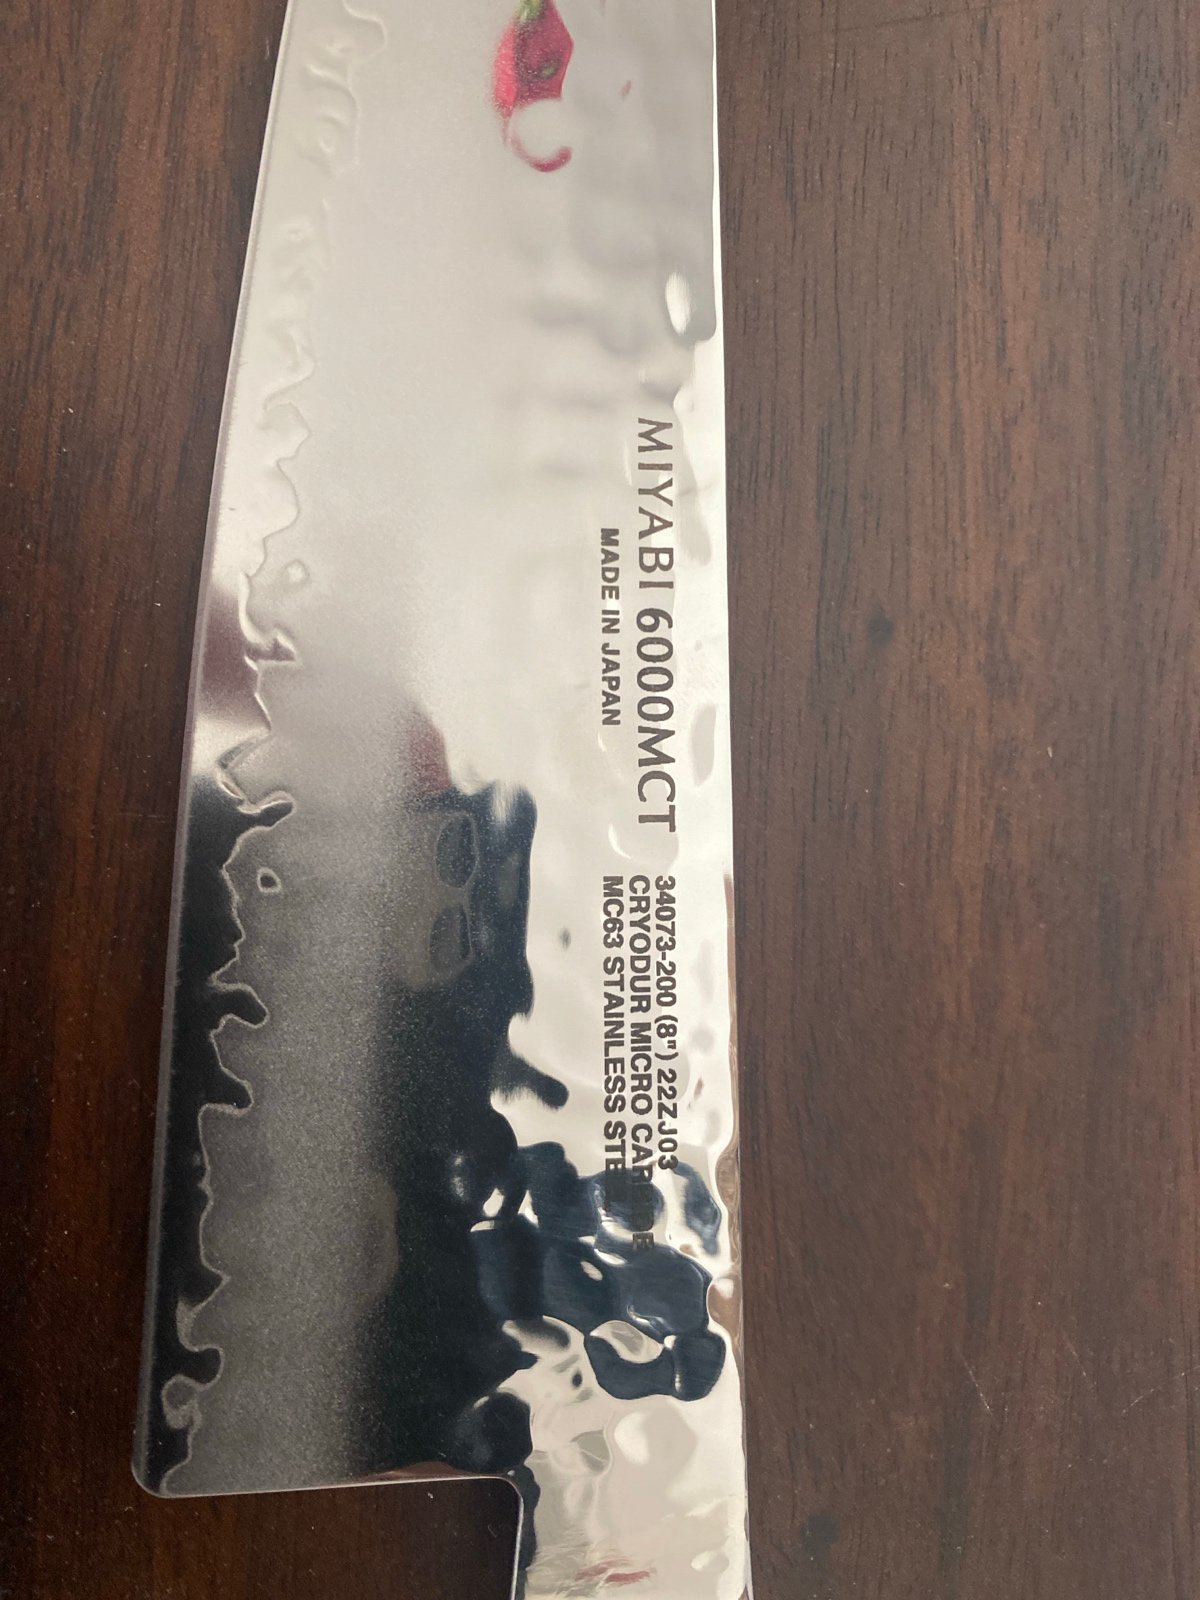 MIYABI 6000MCT
MADE IN JAPAN
34073-200 (8") 22ZJ03
CRYODUR MICRO CARBIDE
MC63 STAINLESS STEEL